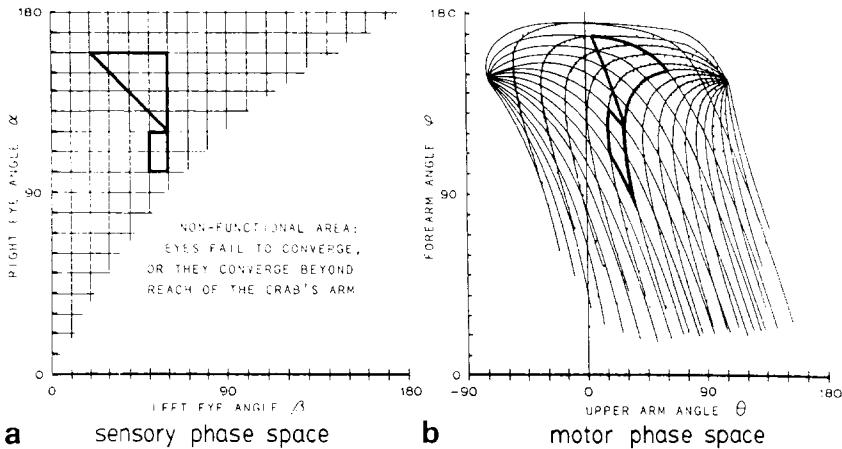 180
RIGHT EYE ANGLE α
90
0
NON-FUNCTIONAL AREA:
EYES FAIL TO CONVERGE,
OR THEY CONVERGE BEYOND
REACH OF THE CRAB'S ARM
0 90 180
LEFT EYE ANGLE β
a sensory phase space
180
FOREARM ANGLE φ
90
0
-90 0 90 180
UPPER ARM ANGLE θ
b motor phase space